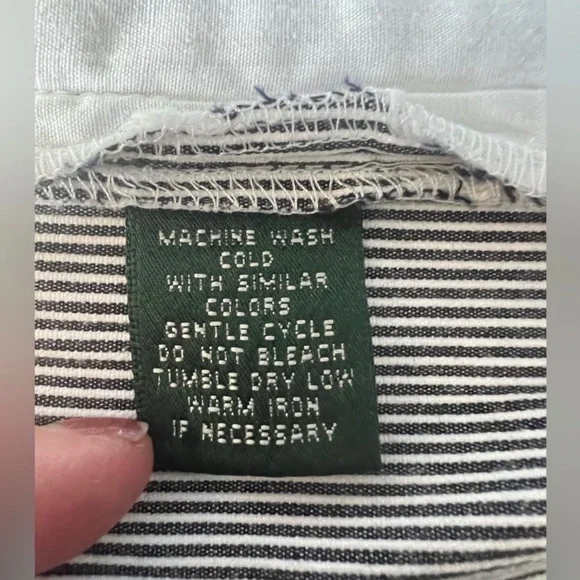 MACHINE WASH
COLD
WITH SIMILAR
COLORS
GENTLE CYCLE
DO NOT BLEACH
TUMBLE DRY LOW
WARM IRON
IF NECESSARY